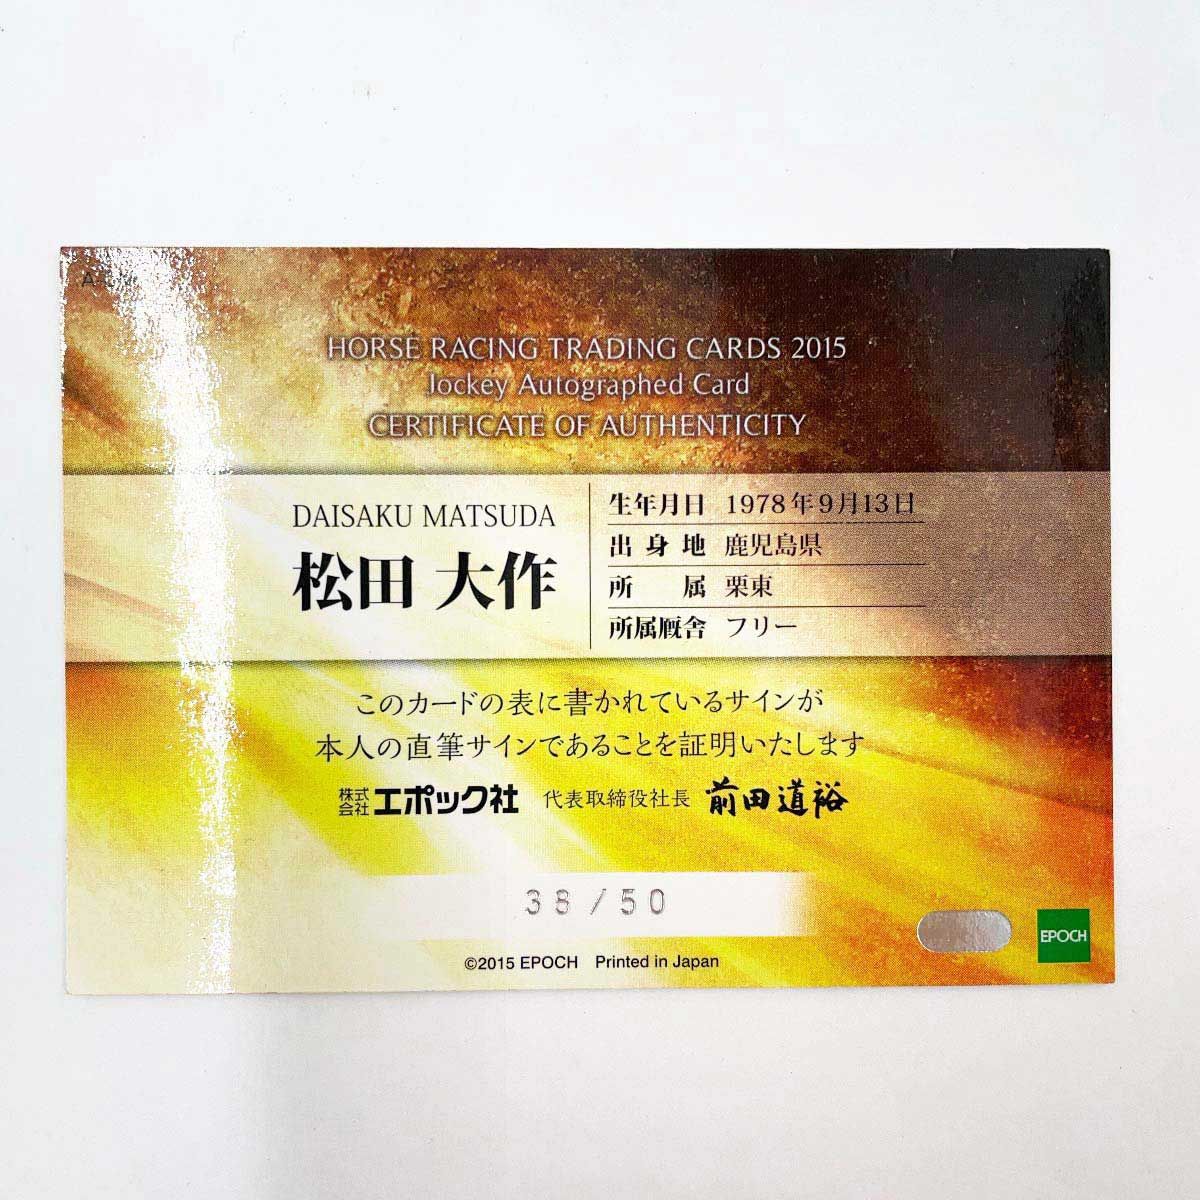 HORSE RACING TRADING CARDS 2015
Jockey Autographed Card
CERTIFICATE OF AUTHENTICITY
DAISAKU MATSUDA
松田 大作
生年月日 1978年9月13日
出身地 鹿児島県
所属 栗東
所属厩舎 フリー
このカードの表に書かれているサインが
本人の直筆サインであることを証明いたします
株式会社 エポック社 代表取締役社長 前田道裕
38/50
EPOCH
©2015 EPOCH Printed in Japan